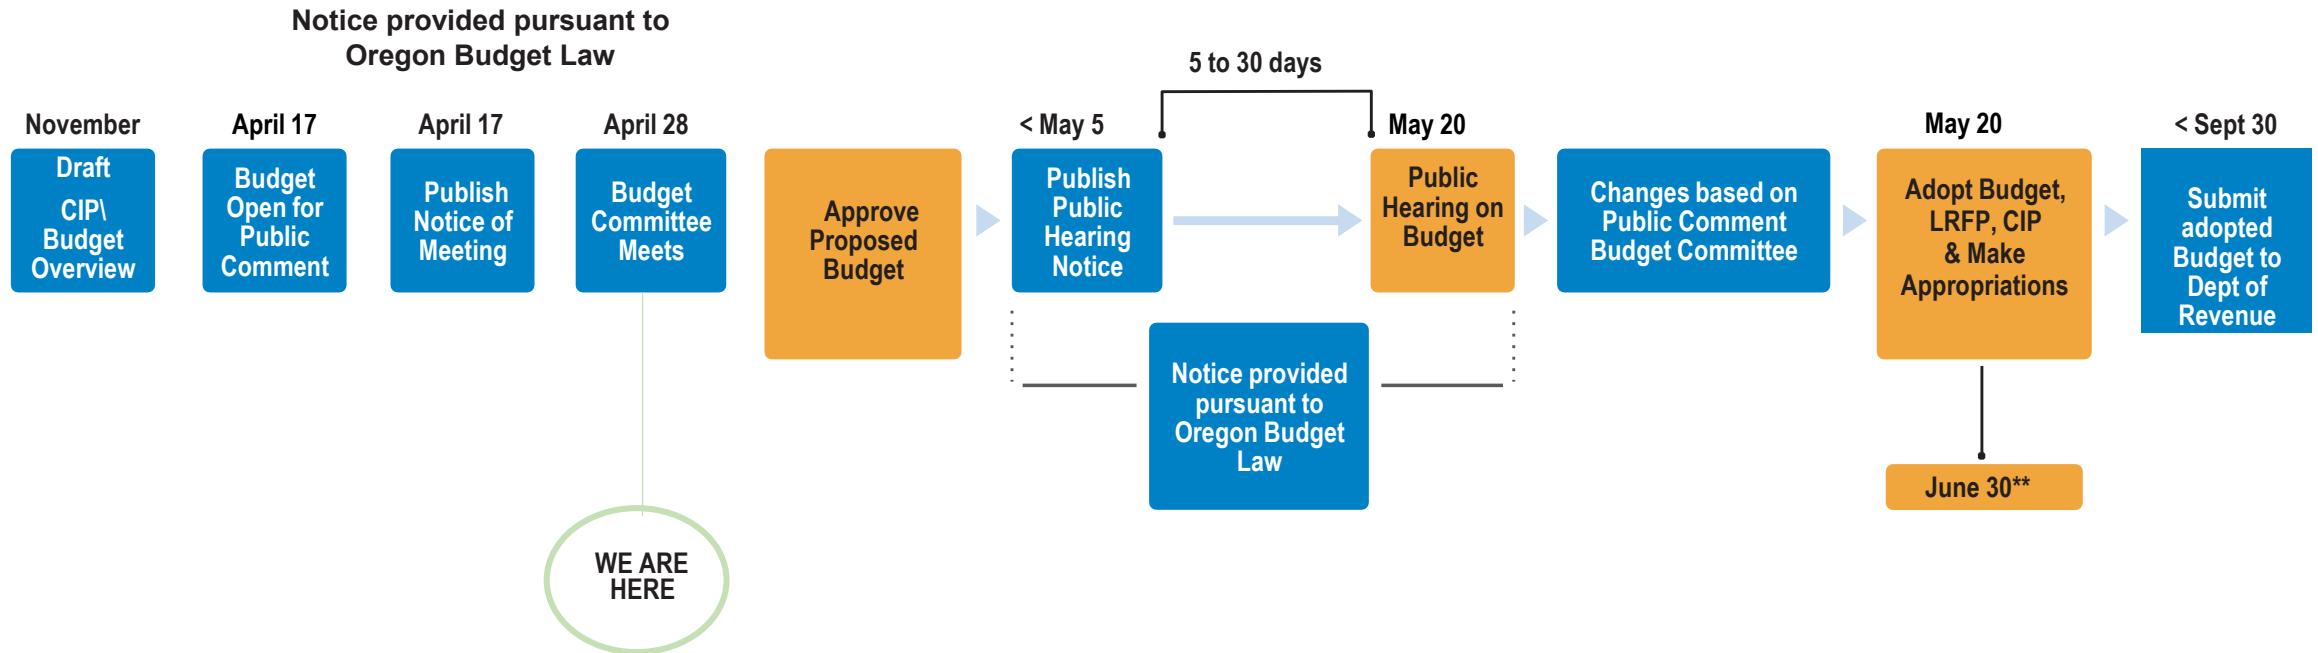 Notice provided pursuant to
Oregon Budget Law
5 to 30 days
November
April 17
April 17
April 28
< May 5
May 20
May 20
< Sept 30
Draft
CIP\
Budget
Overview
Budget
Open for
Public
Comment
Publish
Notice of
Meeting
Budget
Committee
Meets
Approve
Proposed
Budget
Publish
Public
Hearing
Notice
Public
Hearing on
Budget
Changes based on
Public Comment
Budget Committee
Adopt Budget,
LRFP, CIP
& Make
Appropriations
Submit
adopted
Budget to
Dept of
Revenue
Notice provided
pursuant to
Oregon Budget
Law
June 30**
WE ARE
HERE